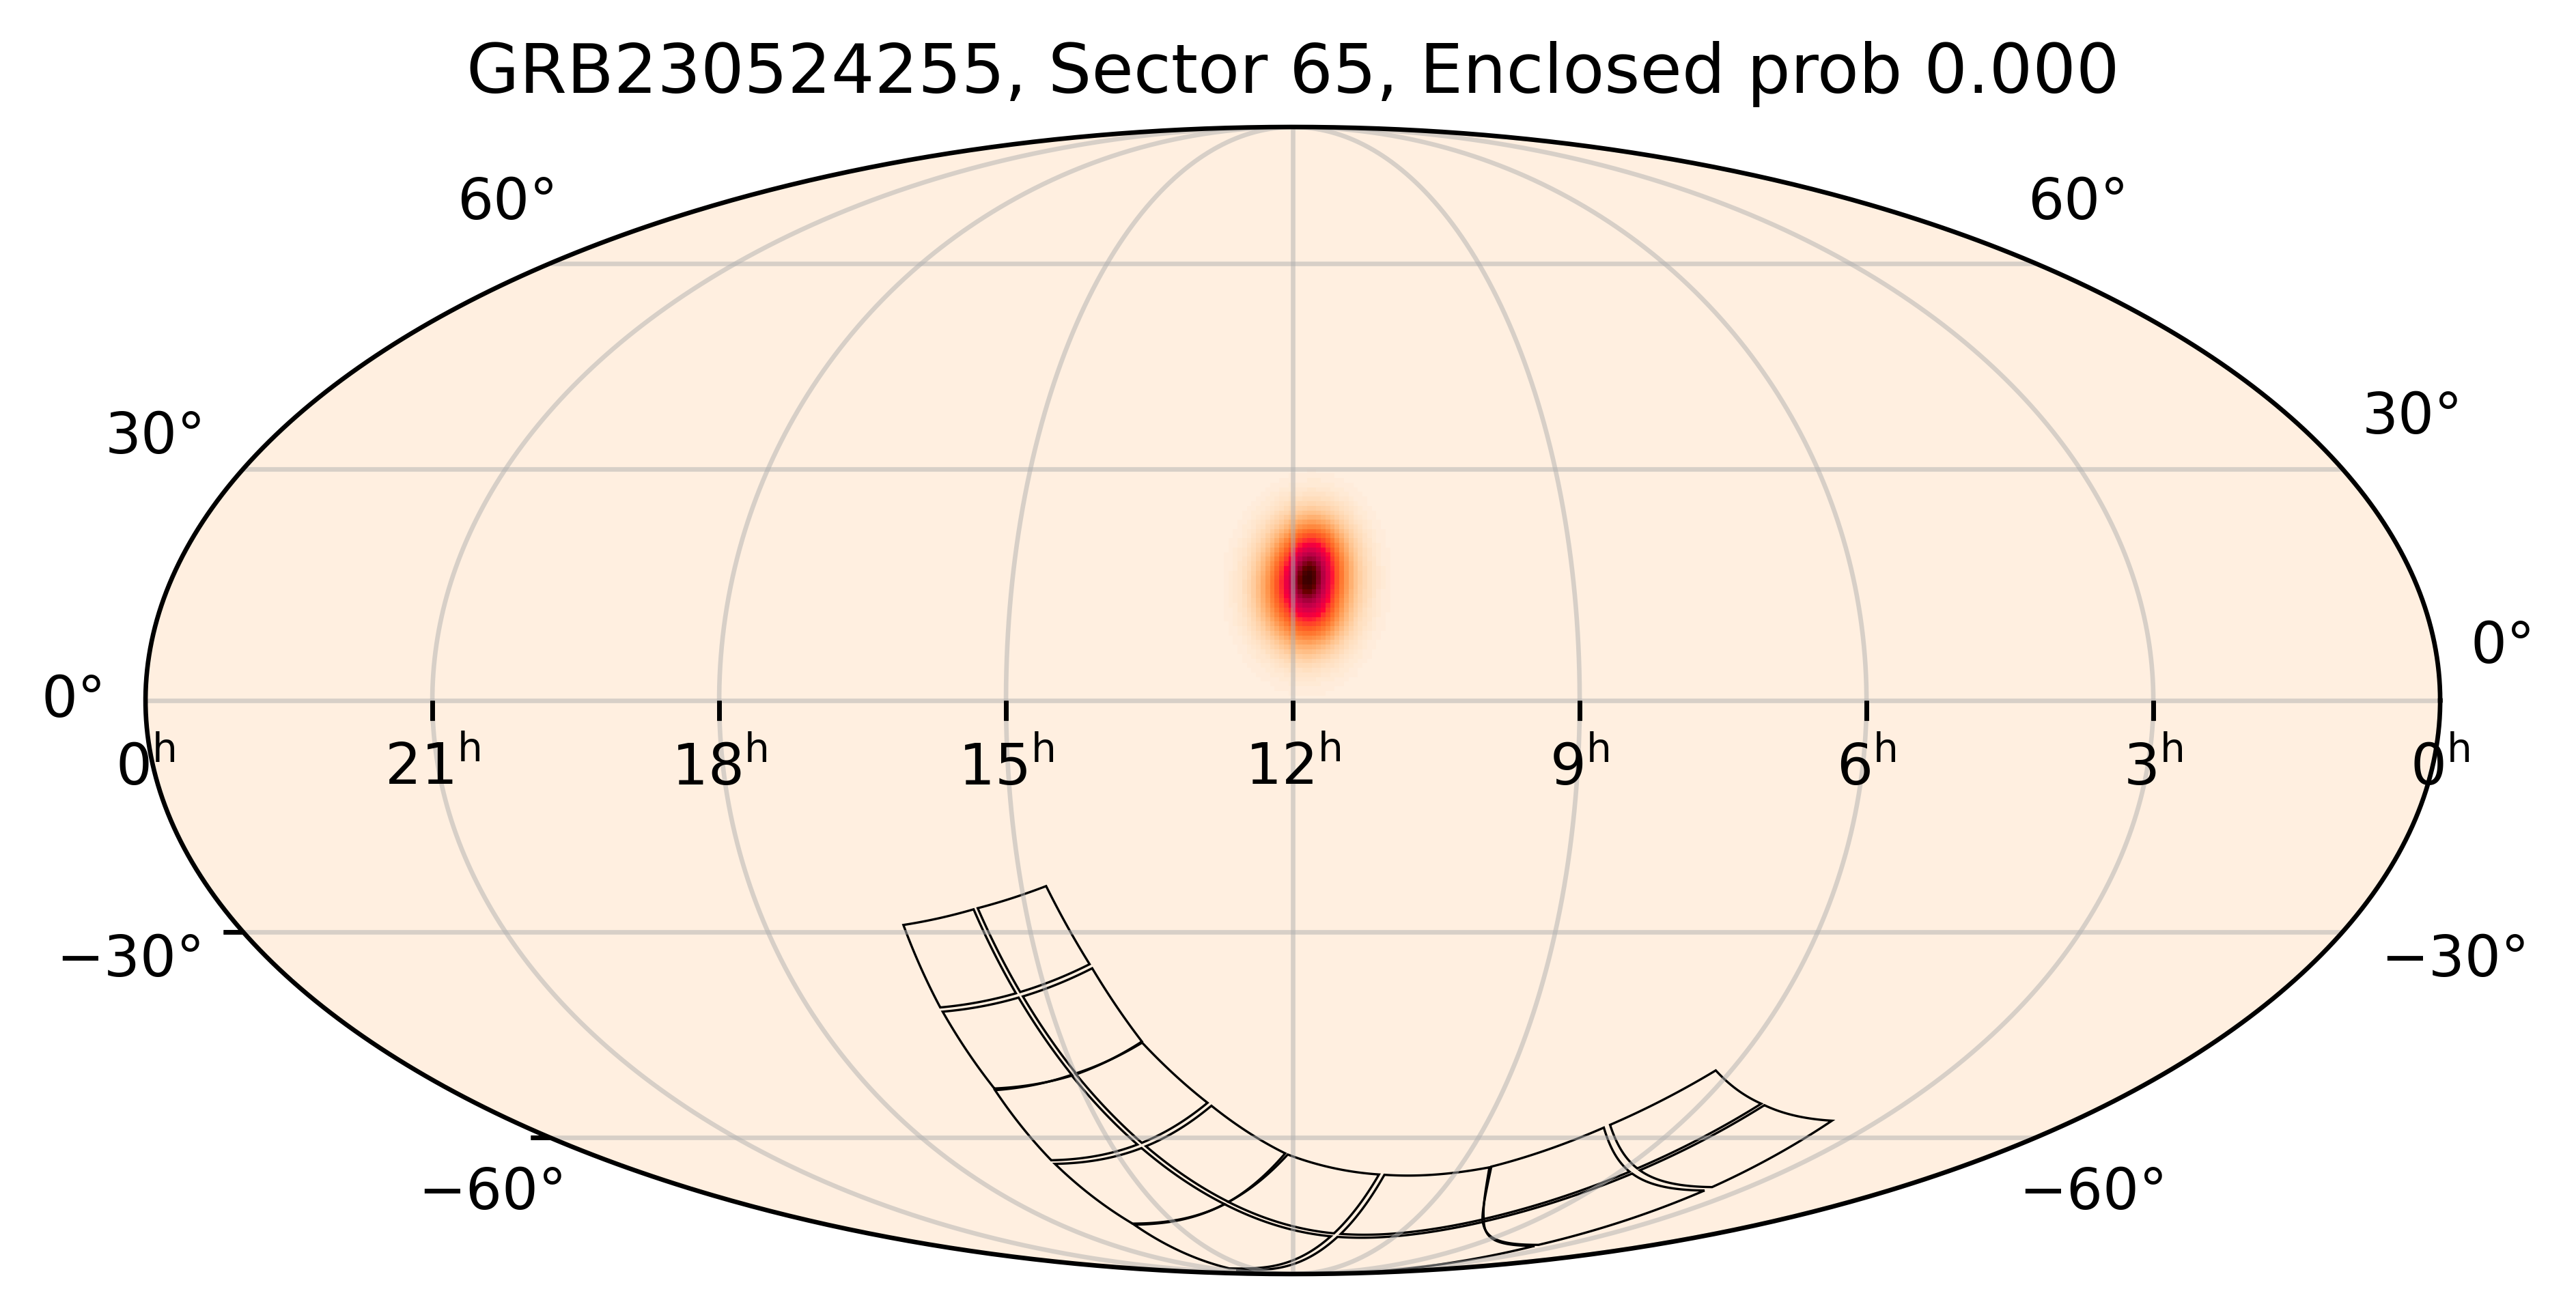 GRB230524255, Sector 65, Enclosed prob 0.000
60° 60°
30° 30°
0° 0°
0ʰ 21ʰ 18ʰ 15ʰ 12ʰ 9ʰ 6ʰ 3ʰ 0ʰ
−30° −30°
−60° −60°